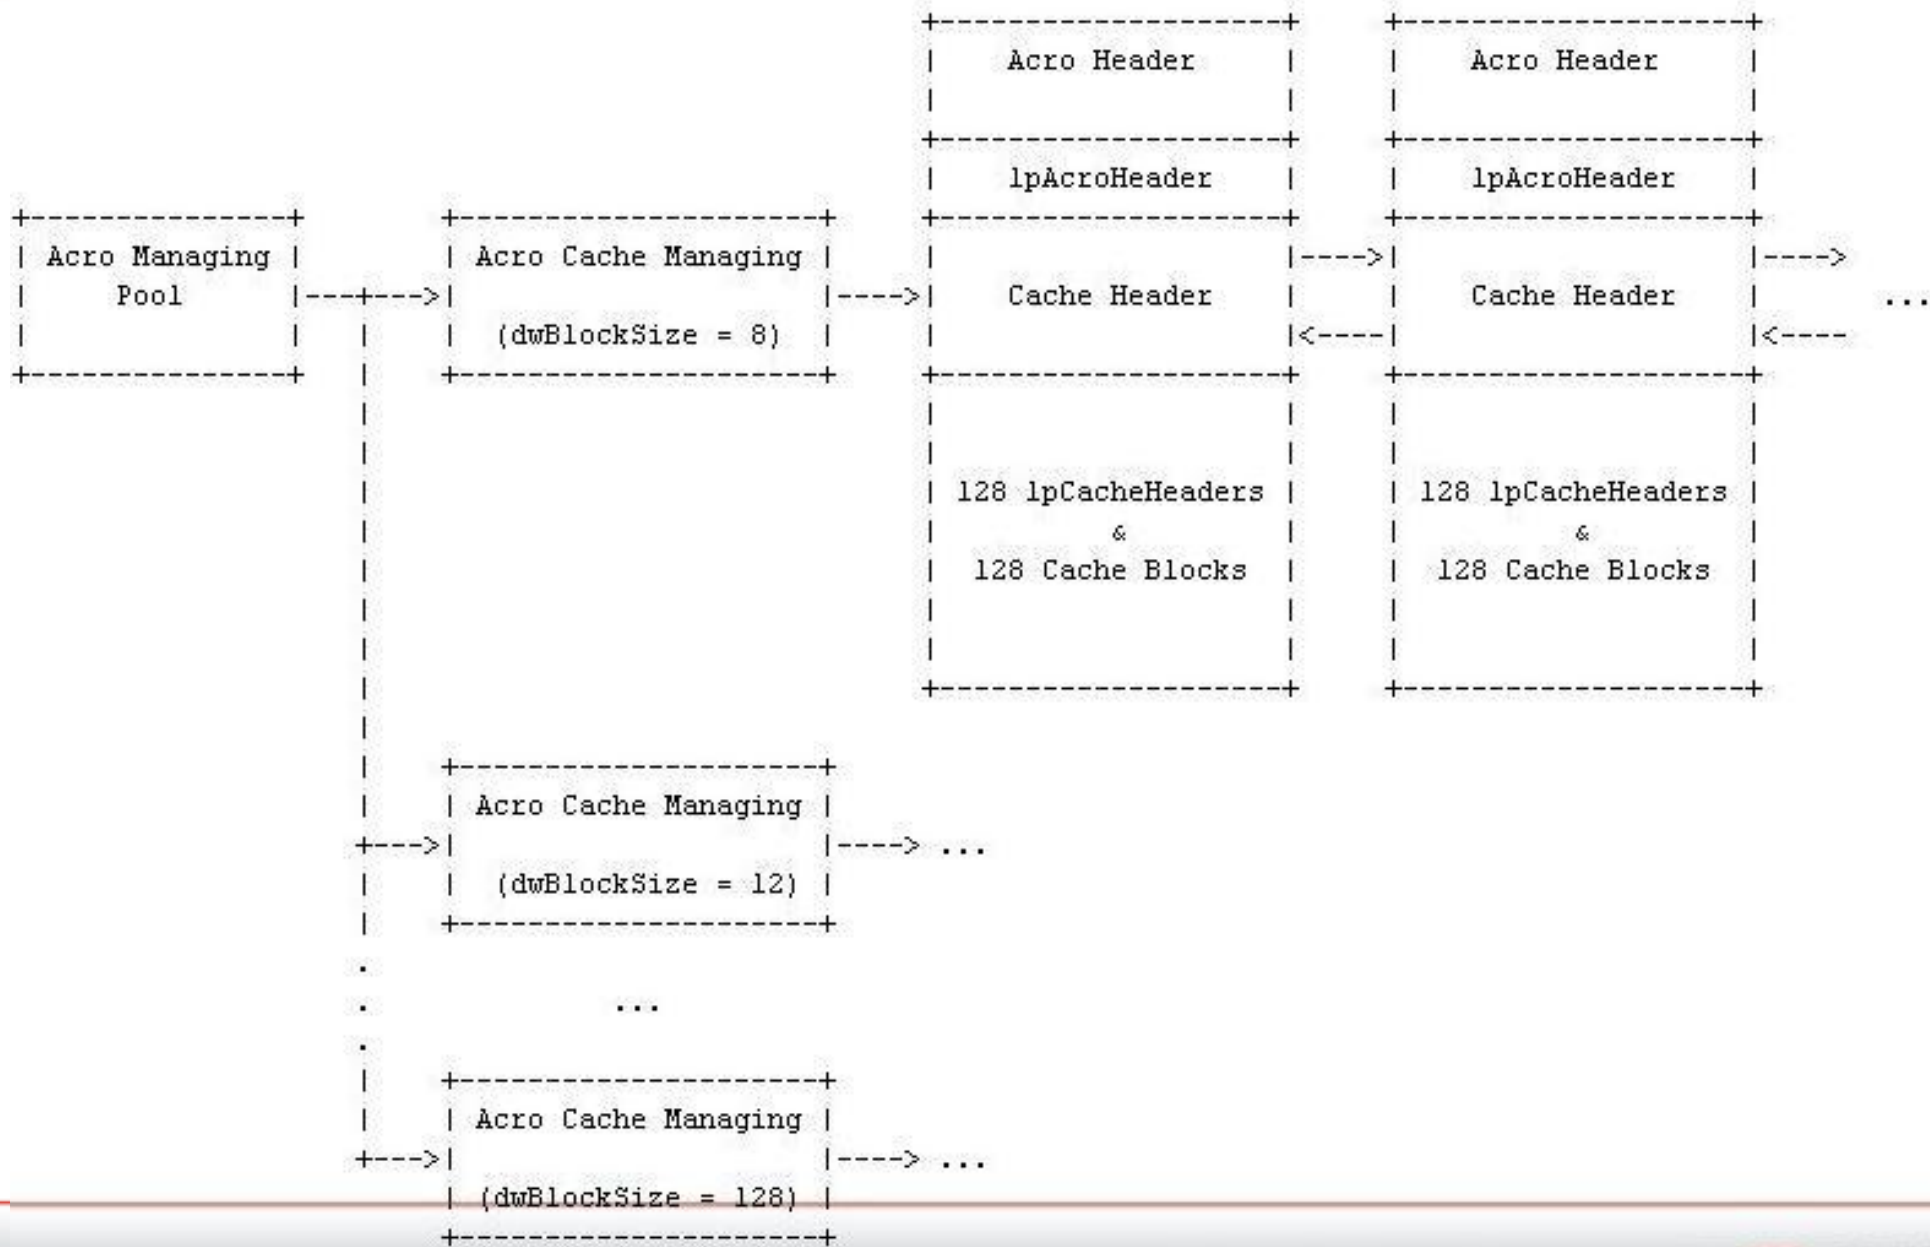 Acro Header
Acro Header
lpAcroHeader
lpAcroHeader
Acro Managing
Pool
Acro Cache Managing
(dwBlockSize = 8)
Cache Header
Cache Header
...
128 lpCacheHeaders
&
128 Cache Blocks
128 lpCacheHeaders
&
128 Cache Blocks
Acro Cache Managing
(dwBlockSize = 12)
...
...
Acro Cache Managing
(dwBlockSize = 128)
...